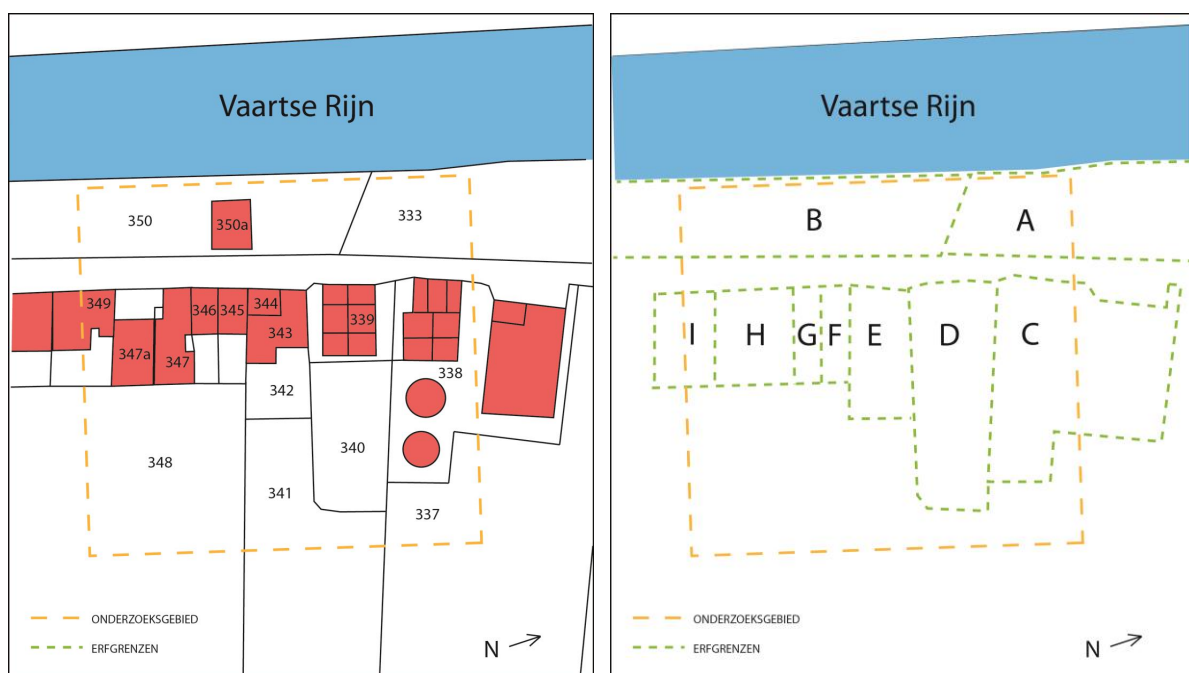 Vaartse Rijn
350
350a
333
349
346
345
344
343
339
347a
347
342
338
340
348
341
337
ONDERZOEKSGEBIED
ERFGRENZEN
N
Vaartse Rijn
B
A
I
H
G
F
E
D
C
ONDERZOEKSGEBIED
ERFGRENZEN
N